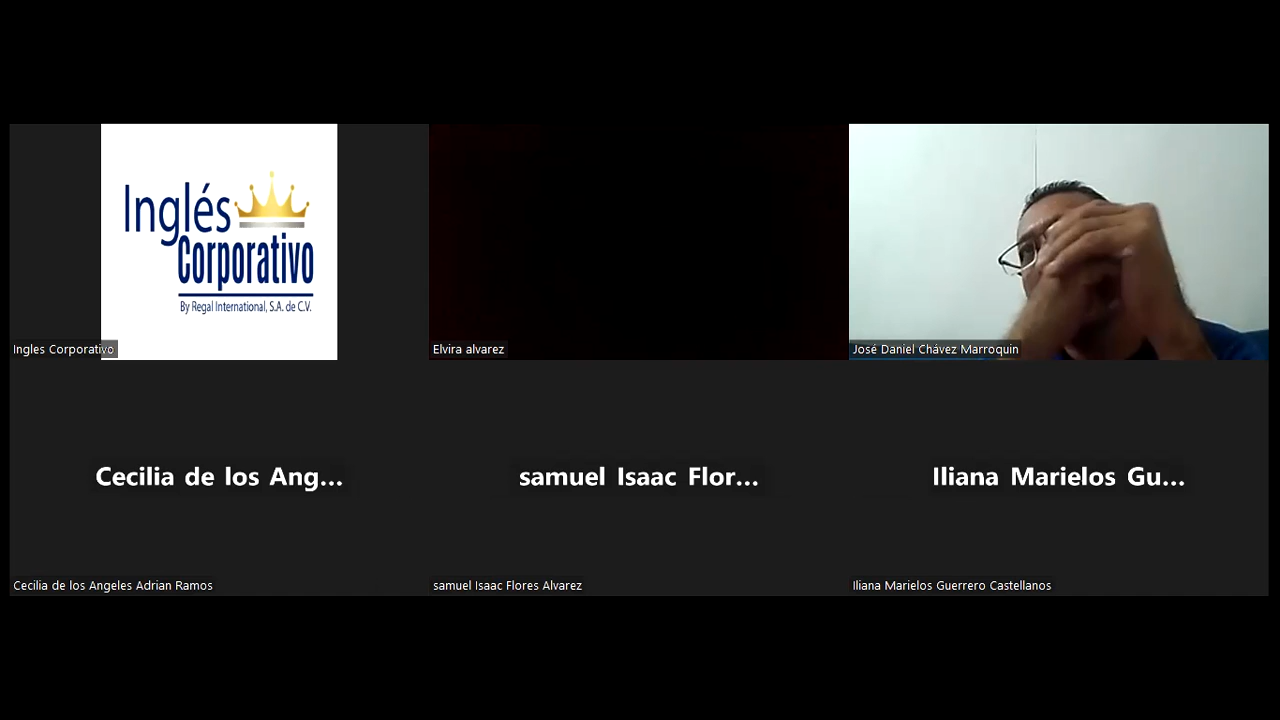 Inglés
Corporativo
By Regal International, S.A. de C.V.
Ingles Corporativo
Elvira alvarez
José Daniel Chávez Marroquin
Cecilia de los Ang...
samuel Isaac Flor...
Iliana Marielos Gu...
Cecilia de los Angeles Adrian Ramos
samuel Isaac Flores Alvarez
Iliana Marielos Guerrero Castellanos